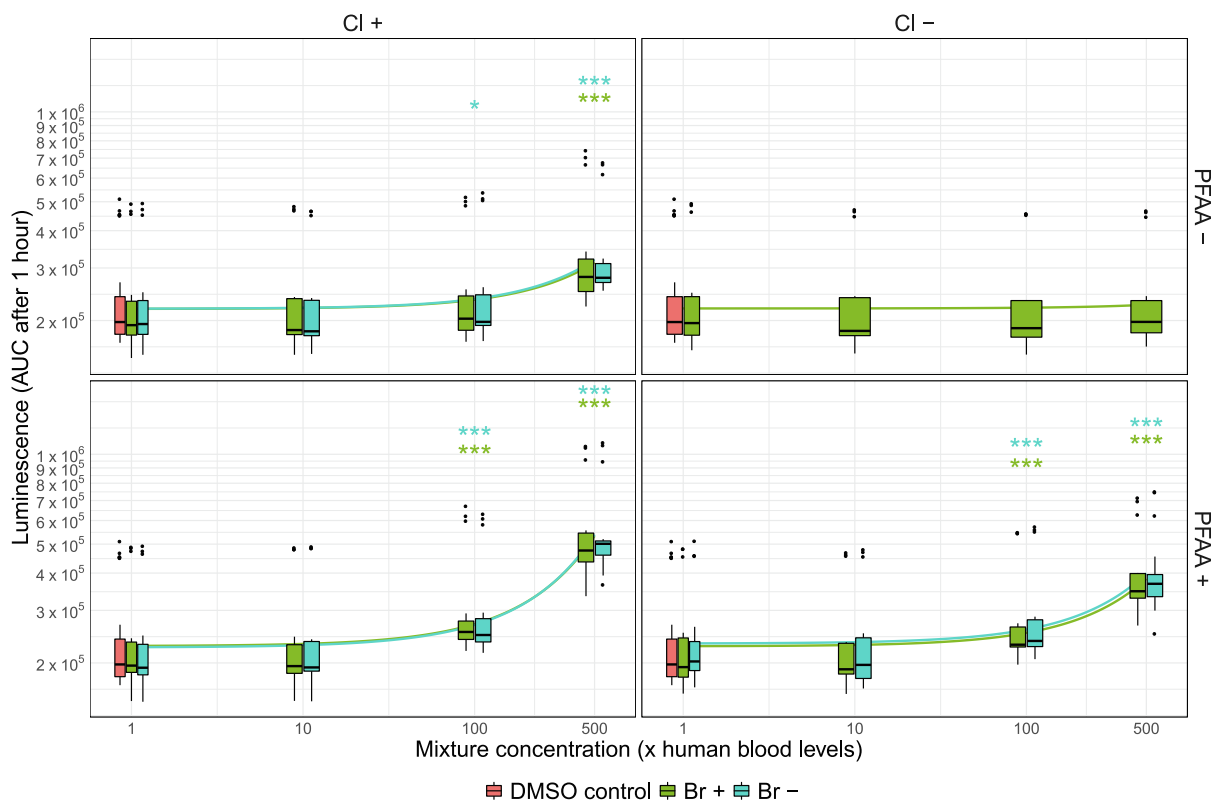 Cl +
Cl −
*
***
***
1 x 10⁶
9 x 10⁵
8 x 10⁵
7 x 10⁵
6 x 10⁵
5 x 10⁵
4 x 10⁵
3 x 10⁵
2 x 10⁵
PFAA −
Luminescence (AUC after 1 hour)
***
***
***
***
***
***
***
***
1 x 10⁶
9 x 10⁵
8 x 10⁵
7 x 10⁵
6 x 10⁵
5 x 10⁵
4 x 10⁵
3 x 10⁵
2 x 10⁵
PFAA +
1 10 100 500
1 10 100 500
Mixture concentration (x human blood levels)
DMSO control Br + Br −